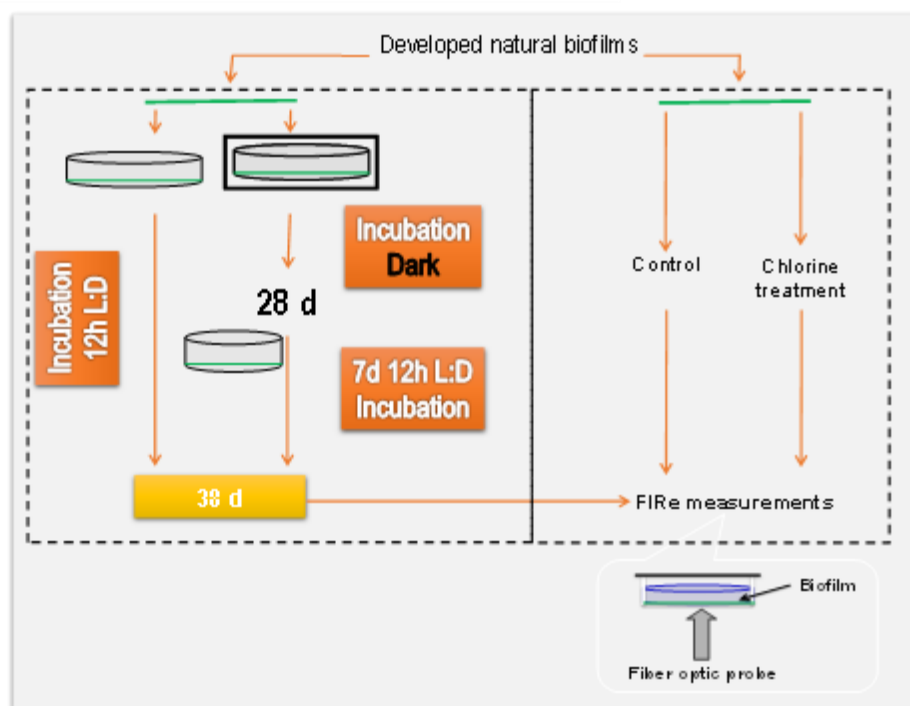 Developed natural biofilms
Incubation
12h L:D
Incubation
Dark
28 d
7d 12h L:D
Incubation
38 d
Control
Chlorine
treatment
FIRe measurements
Biofilm
Fiber optic probe